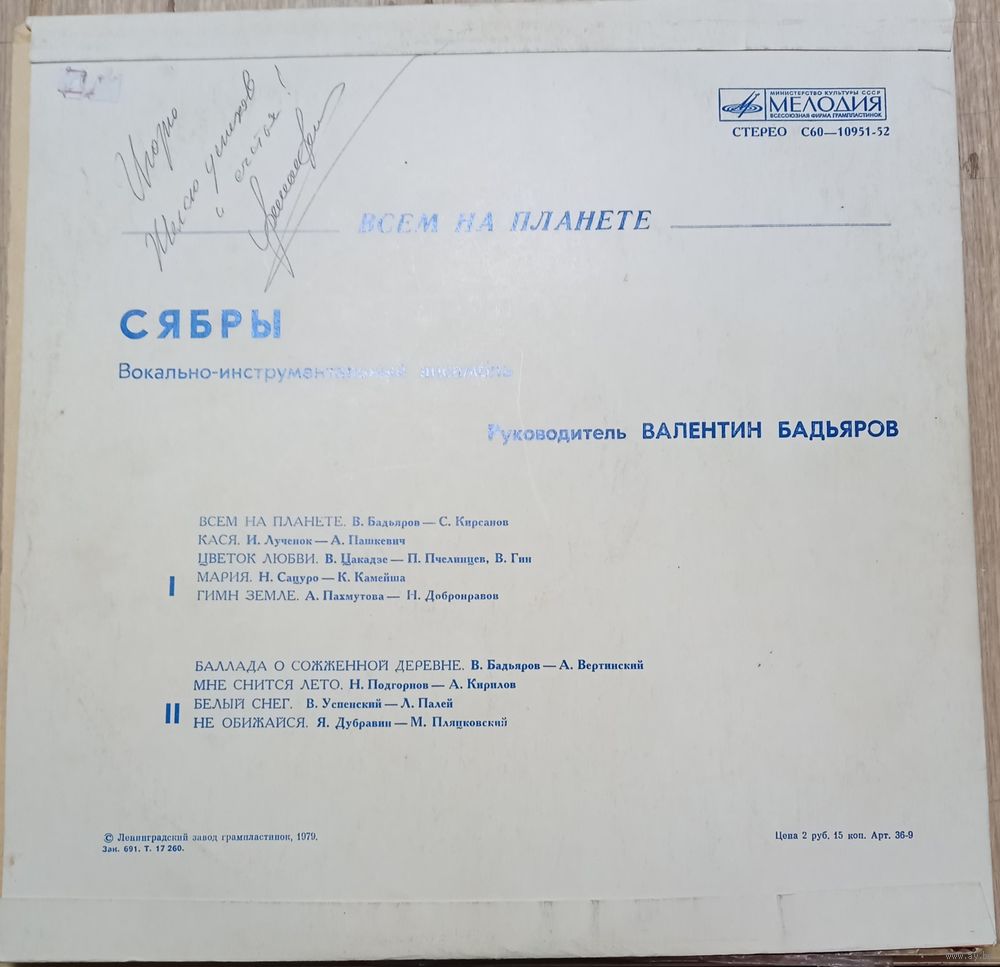 Игорю
Желаю успехов
и счастья!
МИНИСТЕРСТВО КУЛЬТУРЫ СССР
МЕЛОДИЯ
ВСЕСОЮЗНАЯ ФИРМА ГРАМПЛАСТИНОК
СТЕРЕО С60—10951-52
ВСЕМ НА ПЛАНЕТЕ
СЯБРЫ
Вокально-инструментальный ансамбль
Руководитель ВАЛЕНТИН БАДЬЯРОВ
I
ВСЕМ НА ПЛАНЕТЕ. В. Бадьяров — С. Кирсанов
КАСЯ. И. Лученок — А. Пашкевич
ЦВЕТОК ЛЮБВИ. В. Цакадзе — П. Пчелинцев, В. Гин
МАРИЯ. Н. Сацуро — К. Камейша
ГИМН ЗЕМЛЕ. А. Пахмутова — Н. Добронравов
II
БАЛЛАДА О СОЖЖЕННОЙ ДЕРЕВНЕ. В. Бадьяров — А. Вертинский
МНЕ СНИТСЯ ЛЕТО. Н. Подгорнов — А. Кирилов
БЕЛЫЙ СНЕГ. В. Успенский — Л. Палей
НЕ ОБИЖАЙСЯ. Я. Дубравин — М. Пляцковский
© Ленинградский завод грампластинок, 1979.
Зак. 691. Т. 17 260.
Цена 2 руб. 15 коп. Арт. 36-9